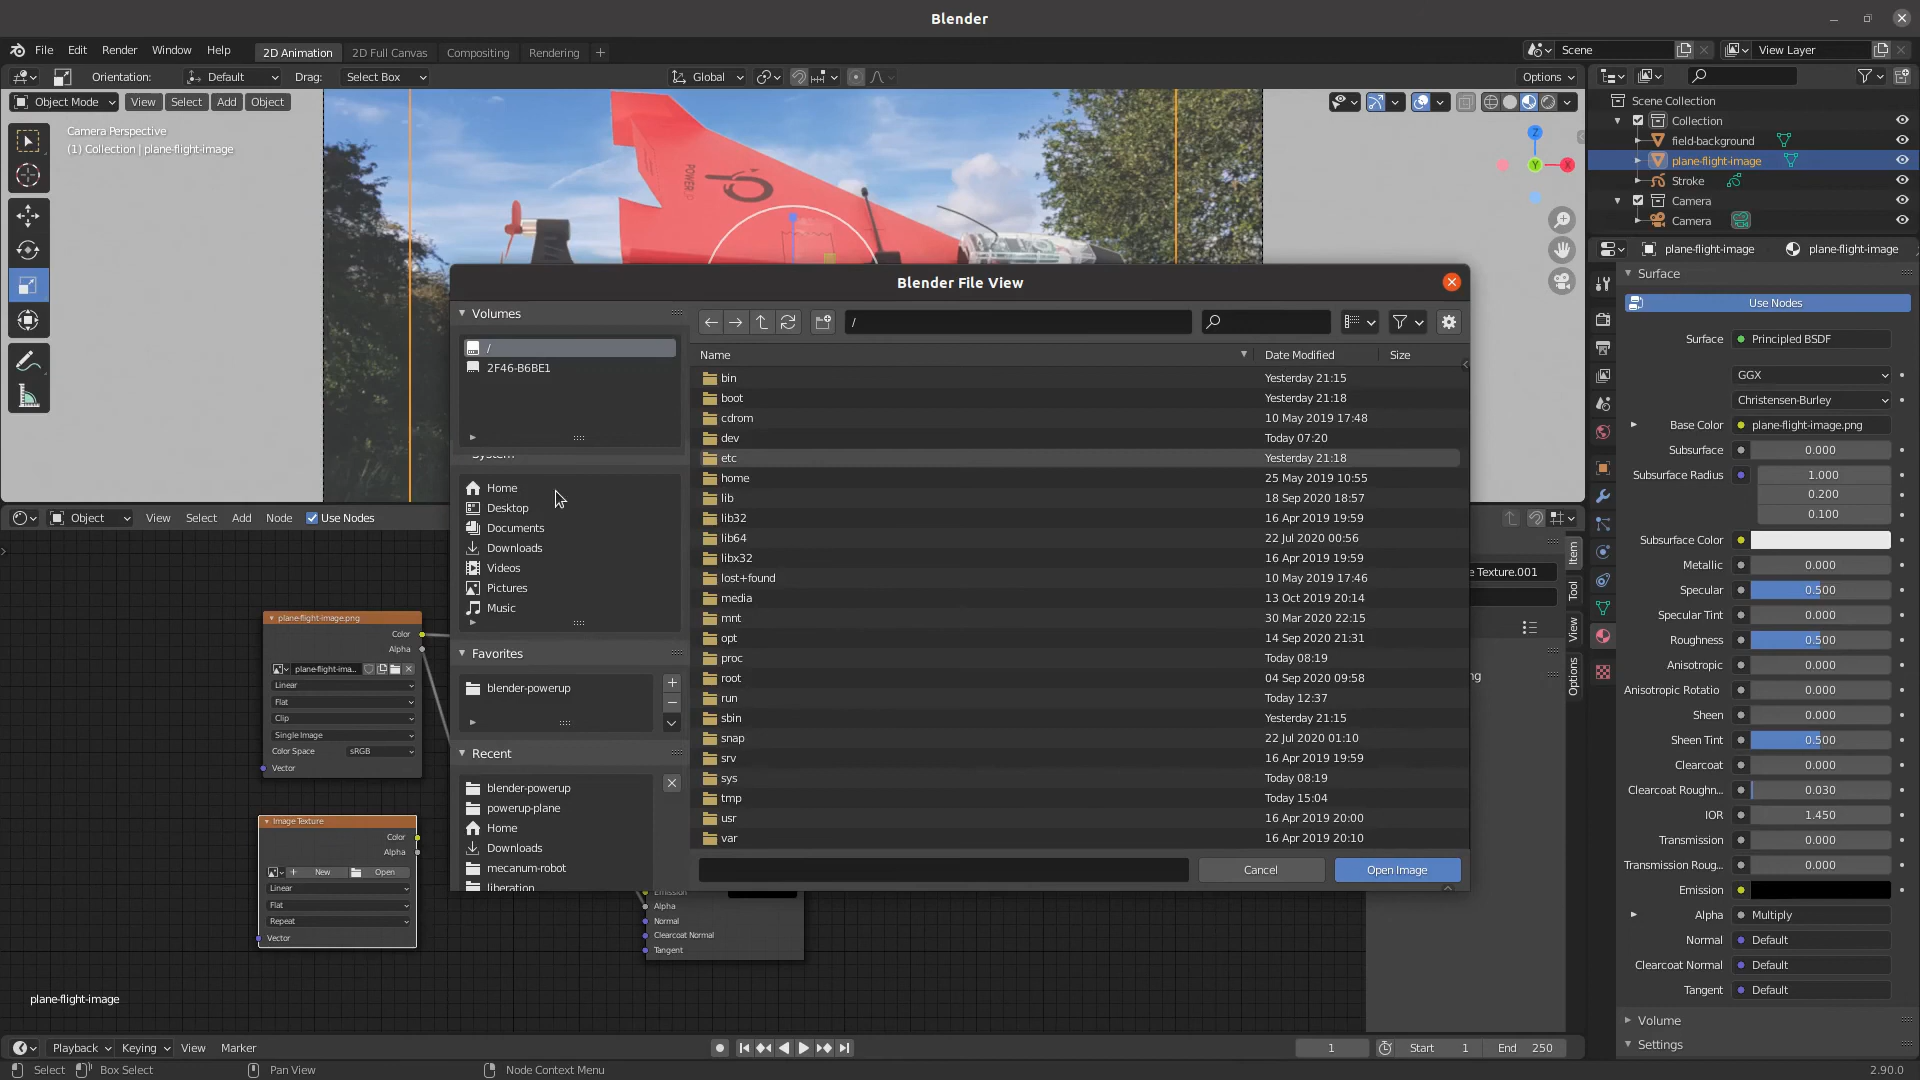 Blender
File Edit Render Window Help 2D Animation 2D Full Canvas Compositing Rendering + Scene View Layer
Orientation: Default Drag: Select Box Global Options
Object Mode View Select Add Object
Camera Perspective
(1) Collection | plane-flight-image
POWER
Z
Y
X
Scene Collection
Collection
field-background
plane-flight-image
Stroke
Camera
Camera
plane-flight-image plane-flight-image
Surface
Use Nodes
Surface Principled BSDF
GGX
Christensen-Burley
Base Color plane-flight-image.png
Subsurface 0.000
Subsurface Radius 1.000
0.200
0.100
Subsurface Color
Metallic 0.000
Specular 0.500
Specular Tint 0.000
Roughness 0.500
Anisotropic 0.000
Anisotropic Rotatio 0.000
Sheen 0.000
Sheen Tint 0.500
Clearcoat 0.000
Clearcoat Roughn... 0.030
IOR 1.450
Transmission 0.000
Transmission Roug... 0.000
Emission
Alpha Multiply
Normal Default
Clearcoat Normal Default
Tangent Default
Volume
Settings
Blender File View
Volumes
/
2F46-B6BE1
System
Home
Desktop
Documents
Downloads
Videos
Pictures
Music
Favorites
blender-powerup
Recent
blender-powerup
powerup-plane
Home
Downloads
mecanum-robot
liberation
/
Name Date Modified Size
bin Yesterday 21:15
boot Yesterday 21:18
cdrom 10 May 2019 17:48
dev Today 07:20
etc Yesterday 21:18
home 25 May 2019 10:55
lib 18 Sep 2020 18:57
lib32 16 Apr 2019 19:59
lib64 22 Jul 2020 00:56
libx32 16 Apr 2019 19:59
lost+found 10 May 2019 17:46
media 13 Oct 2019 20:14
mnt 30 Mar 2020 22:15
opt 14 Sep 2020 21:31
proc Today 08:19
root 04 Sep 2020 09:58
run Today 12:37
sbin Yesterday 21:15
snap 22 Jul 2020 01:10
srv 16 Apr 2019 19:59
sys Today 08:19
tmp Today 15:04
usr 16 Apr 2019 20:00
var 16 Apr 2019 20:10
Cancel Open Image
Object View Select Add Node Use Nodes
plane-flight-image.png
Color
Alpha
plane-flight-ima...
Linear
Flat
Clip
Single Image
Color Space sRGB
Vector
Image Texture
Color
Alpha
New Open
Linear
Flat
Repeat
Vector
Emission
Alpha
Normal
Clearcoat Normal
Tangent
e Texture.001
ng
Item
Tool
View
Options
plane-flight-image
Playback Keying View Marker 1 Start 1 End 250
Select Box Select Pan View Node Context Menu 2.90.0